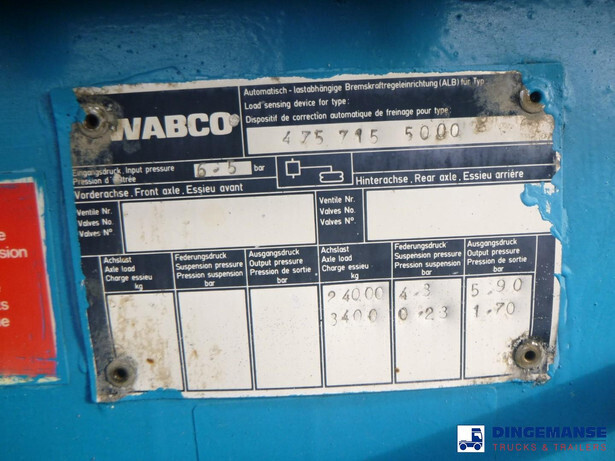 WABCO
Automatisch - lastabhängige Bremskraftregeleinrichtung (ALB) für Typ
Load sensing device for type:
Dispositif de correction automatique de freinage pour type
475 715 5000
Eingangsdruck, Input pressure
Pression d'entrée
6.5 bar
Vorderachse, Front axle, Essieu avant
Hinterachse, Rear axle, Essieu arrière
Ventile Nr.
Valves No.
Valves N°
Ventile Nr.
Valves No.
Valves N°
Achslast
Axle load
Charge essieu
kg
Federungsdruck
Suspension pressure
Pression suspension
bar
Ausgangsdruck
Output pressure
Pression de sortie
bar
Achslast
Axle load
Charge essieu
kg
Federungsdruck
Suspension pressure
Pression suspension
bar
Ausgangsdruck
Output pressure
Pression de sortie
bar
24000 4.3 5.90
3400 0.23 1.70
e
sion
ts
ne
DINGEMANSE
TRUCKS & TRAILERS